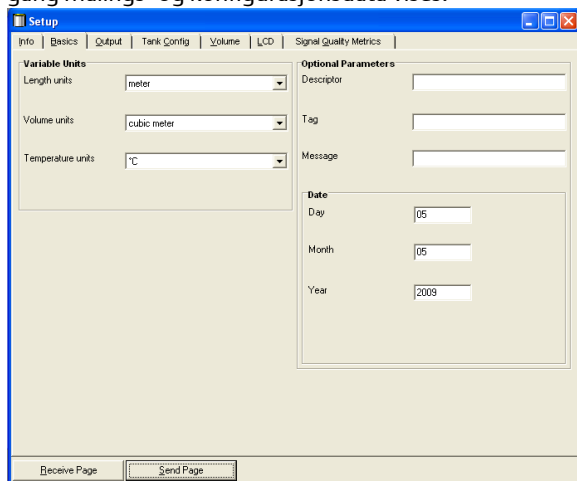 gang målings- og konfigurasjonsdata vises.
Setup
Info Basics Output Tank Config Volume LCD Signal Quality Metrics
Variable Units
Length units meter
Volume units cubic meter
Temperature units °C
Optional Parameters
Descriptor
Tag
Message
Date
Day 05
Month 05
Year 2009
Receive Page Send Page